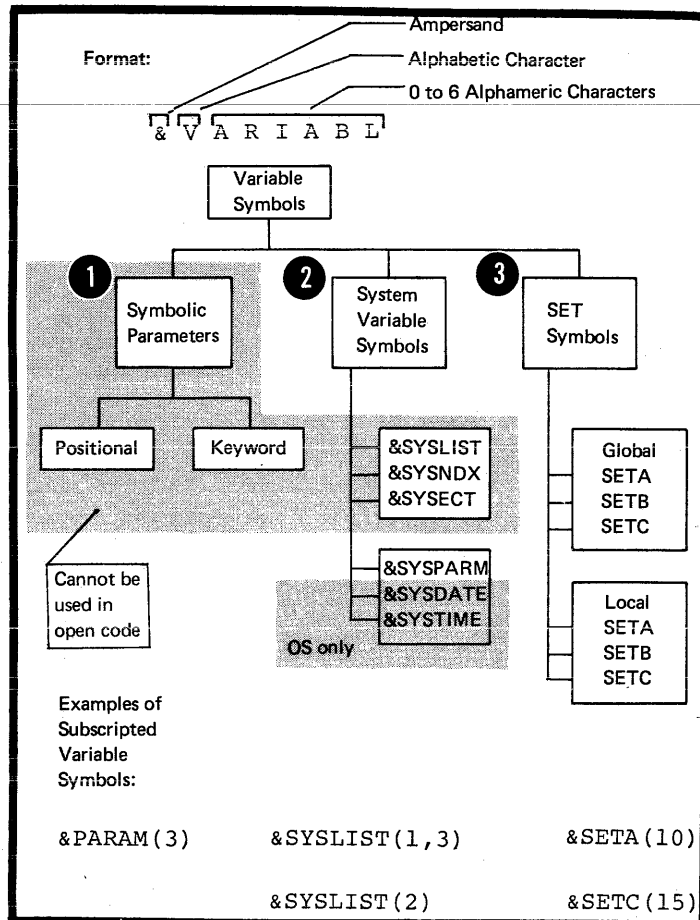 Format:
Ampersand
Alphabetic Character
0 to 6 Alphameric Characters
& V A R I A B L
Variable
Symbols
1
Symbolic
Parameters
2
System
Variable
Symbols
3
SET
Symbols
Positional
Keyword
&SYSLIST
&SYSNDX
&SYSECT
Global
SETA
SETB
SETC
Cannot be
used in
open code
&SYSPARM
&SYSDATE
&SYSTIME
OS only
Local
SETA
SETB
SETC
Examples of
Subscripted
Variable
Symbols:
&PARAM(3) &SYSLIST(1,3) &SETA(10)
&SYSLIST(2) &SETC(15)